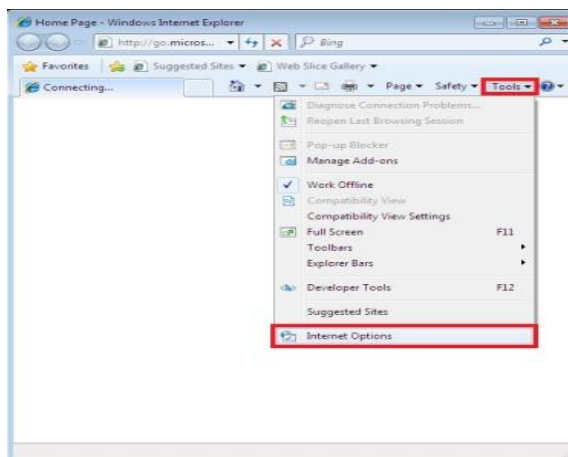 Home Page - Windows Internet Explorer
http://go.micros... Bing
Favorites Suggested Sites Web Slice Gallery
Connecting... Page Safety Tools
Diagnose Connection Problems...
Reopen Last Browsing Session
Pop-up Blocker
Manage Add-ons
Work Offline
Compatibility View
Compatibility View Settings
Full Screen F11
Toolbars
Explorer Bars
Developer Tools F12
Suggested Sites
Internet Options